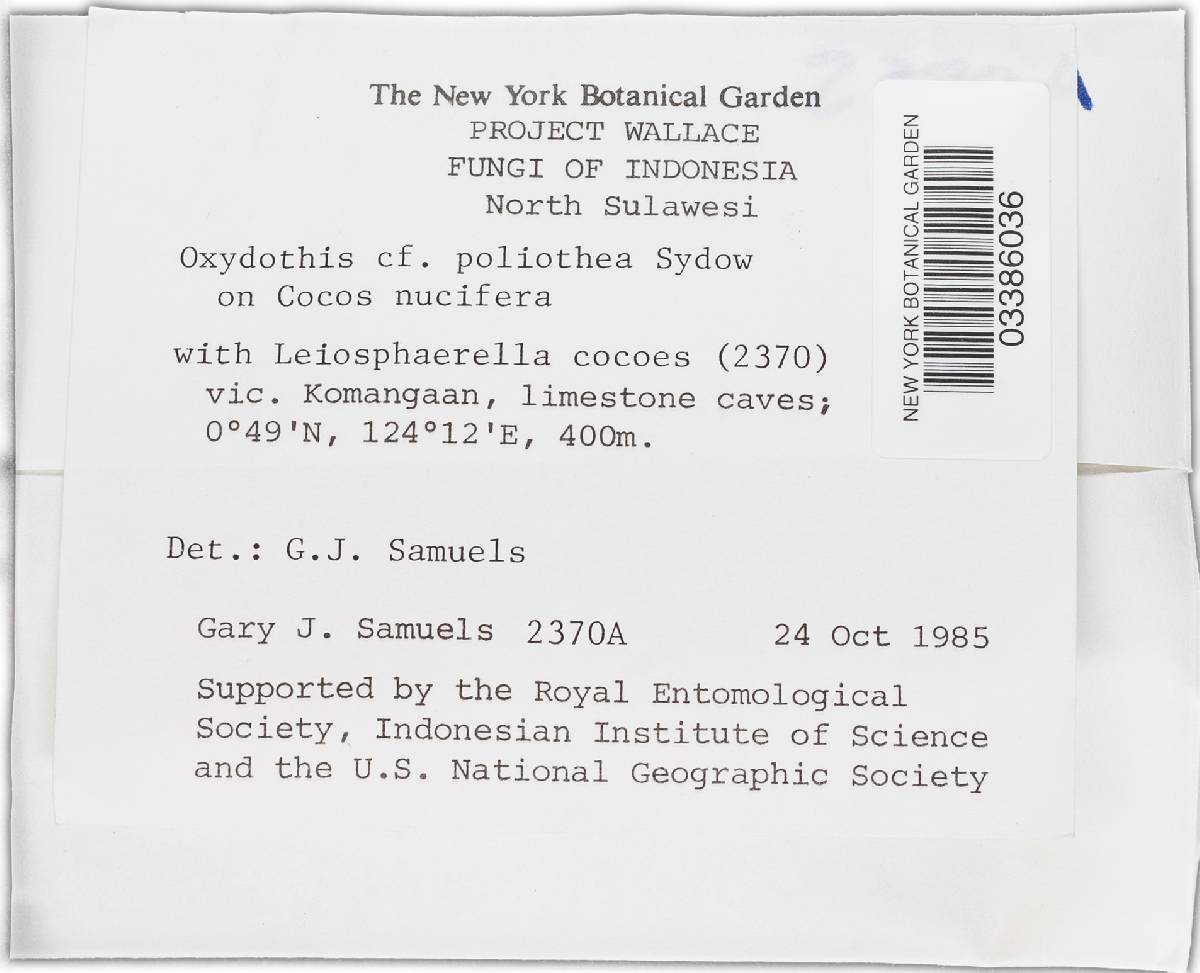 The New York Botanical Garden
PROJECT WALLACE
FUNGI OF INDONESIA
North Sulawesi
Oxydothis cf. poliothea Sydow
on Cocos nucifera
with Leiosphaerella cocoes (2370)
vic. Komangaan, limestone caves;
0°49'N, 124°12'E, 400m.
Det.: G.J. Samuels
Gary J. Samuels 2370A 24 Oct 1985
Supported by the Royal Entomological
Society, Indonesian Institute of Science
and the U.S. National Geographic Society
NEW YORK BOTANICAL GARDEN
03386036